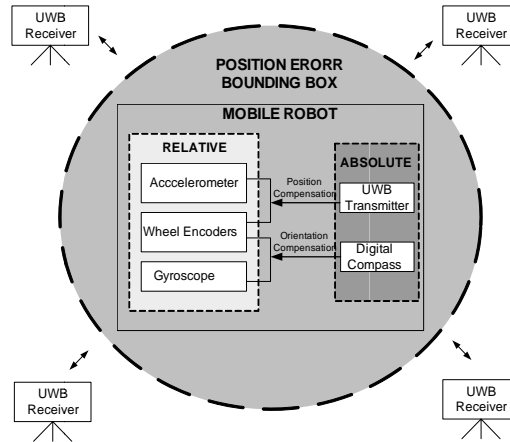 UWB
Receiver
UWB
Receiver
POSITION ERORR
BOUNDING BOX
MOBILE ROBOT
RELATIVE
Acccelerometer
Wheel Encoders
Gyroscope
Position
Compensation
Orientation
Compensation
ABSOLUTE
UWB
Transmitter
Digital
Compass
UWB
Receiver
UWB
Receiver